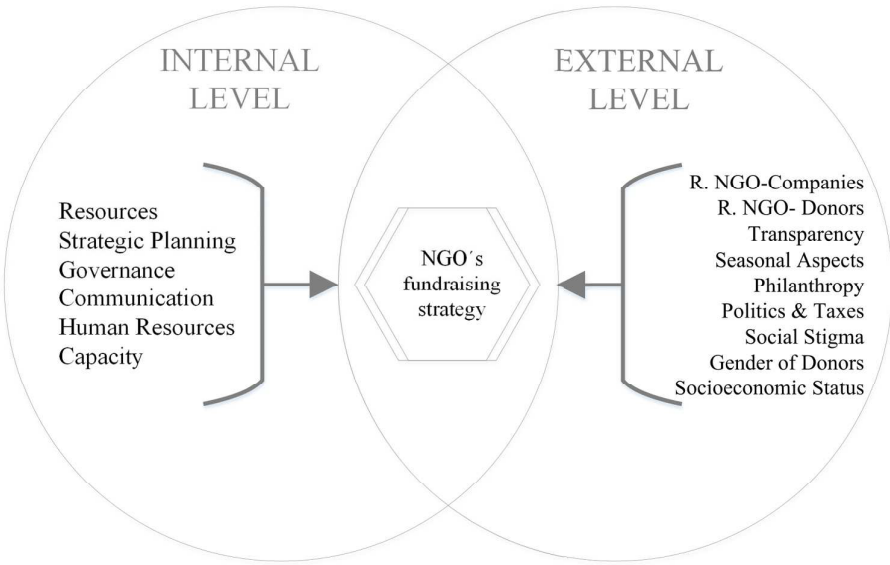 INTERNAL
LEVEL
Resources
Strategic Planning
Governance
Communication
Human Resources
Capacity
NGO´s
fundraising
strategy
EXTERNAL
LEVEL
R. NGO-Companies
R. NGO- Donors
Transparency
Seasonal Aspects
Philanthropy
Politics & Taxes
Social Stigma
Gender of Donors
Socioeconomic Status